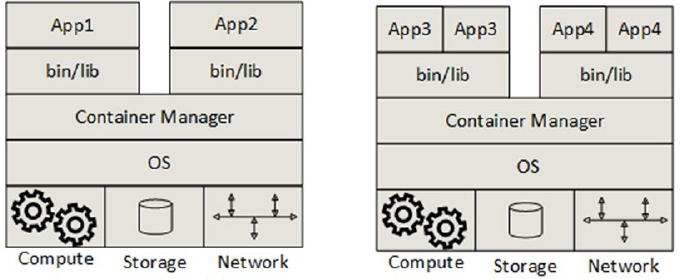 App1 App2
bin/lib bin/lib
Container Manager
OS
Compute Storage Network
App3 App3 App4 App4
bin/lib bin/lib
Container Manager
OS
Compute Storage Network